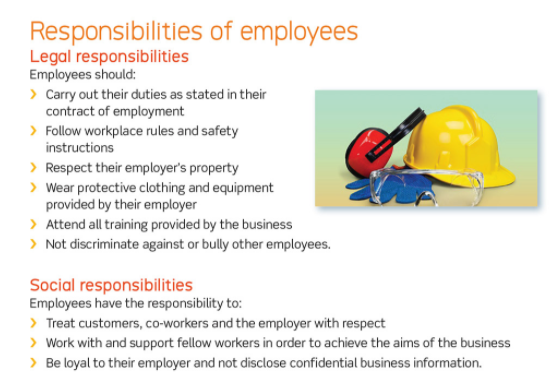 Responsibilities of employees
Legal responsibilities
Employees should:
› Carry out their duties as stated in their
contract of employment
› Follow workplace rules and safety
instructions
› Respect their employer's property
› Wear protective clothing and equipment
provided by their employer
› Attend all training provided by the business
› Not discriminate against or bully other employees.
Social responsibilities
Employees have the responsibility to:
› Treat customers, co-workers and the employer with respect
› Work with and support fellow workers in order to achieve the aims of the business
› Be loyal to their employer and not disclose confidential business information.